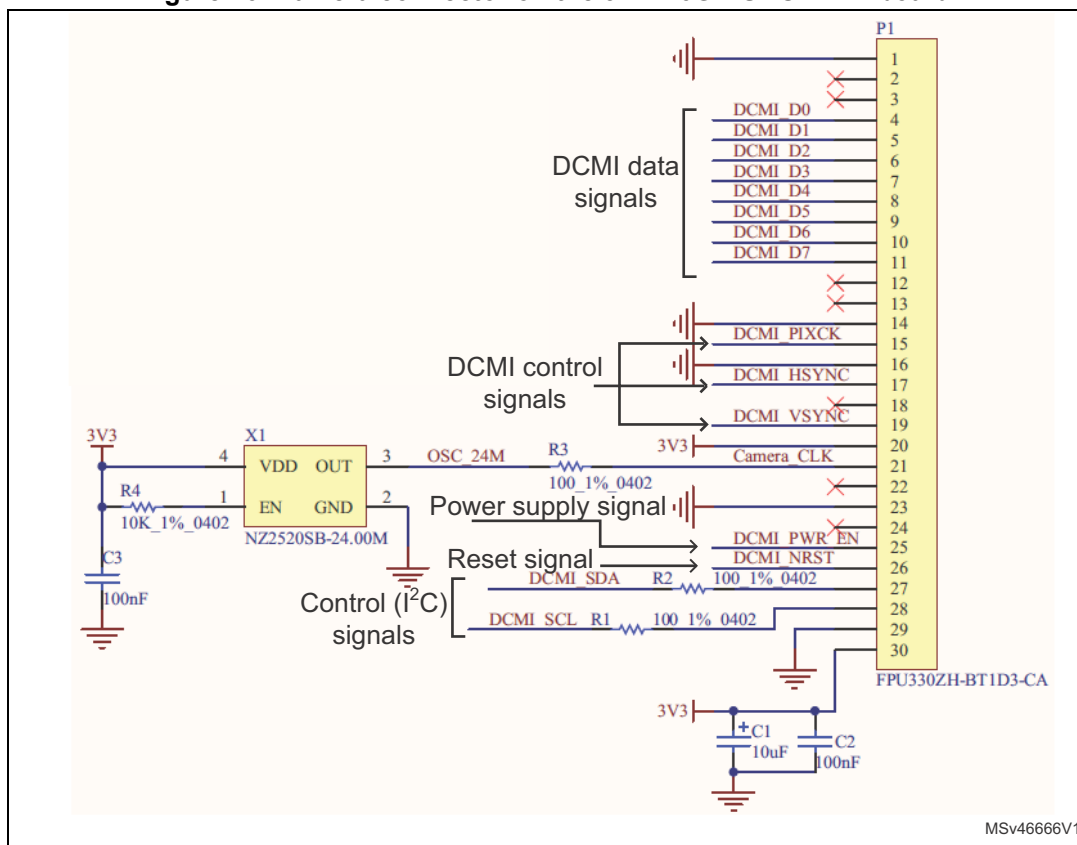 P1
1
2
3
DCMI_D0
4
DCMI_D1
5
DCMI_D2
6
DCMI_D3
7
DCMI_D4
8
DCMI_D5
9
DCMI_D6
10
DCMI_D7
11
DCMI data
signals
12
13
14
DCMI_PIXCK
15
16
DCMI_HSYNC
17
DCMI control
signals
18
DCMI_VSYNC
19
3V3
20
Camera_CLK
21
22
23
24
DCMI_PWR_EN
25
DCMI_NRST
26
27
28
29
30
FPU330ZH-BT1D3-CA
3V3
X1
4 VDD OUT 3
OSC_24M
R3
100_1%_0402
R4
1 EN GND 2
10K_1%_0402
NZ2520SB-24.00M
C3
100nF
Power supply signal
Reset signal
DCMI_SDA R2 100_1%_0402
Control (I²C)
signals
DCMI_SCL R1 100_1%_0402
3V3
C1
10uF
C2
100nF
MSv46666V1